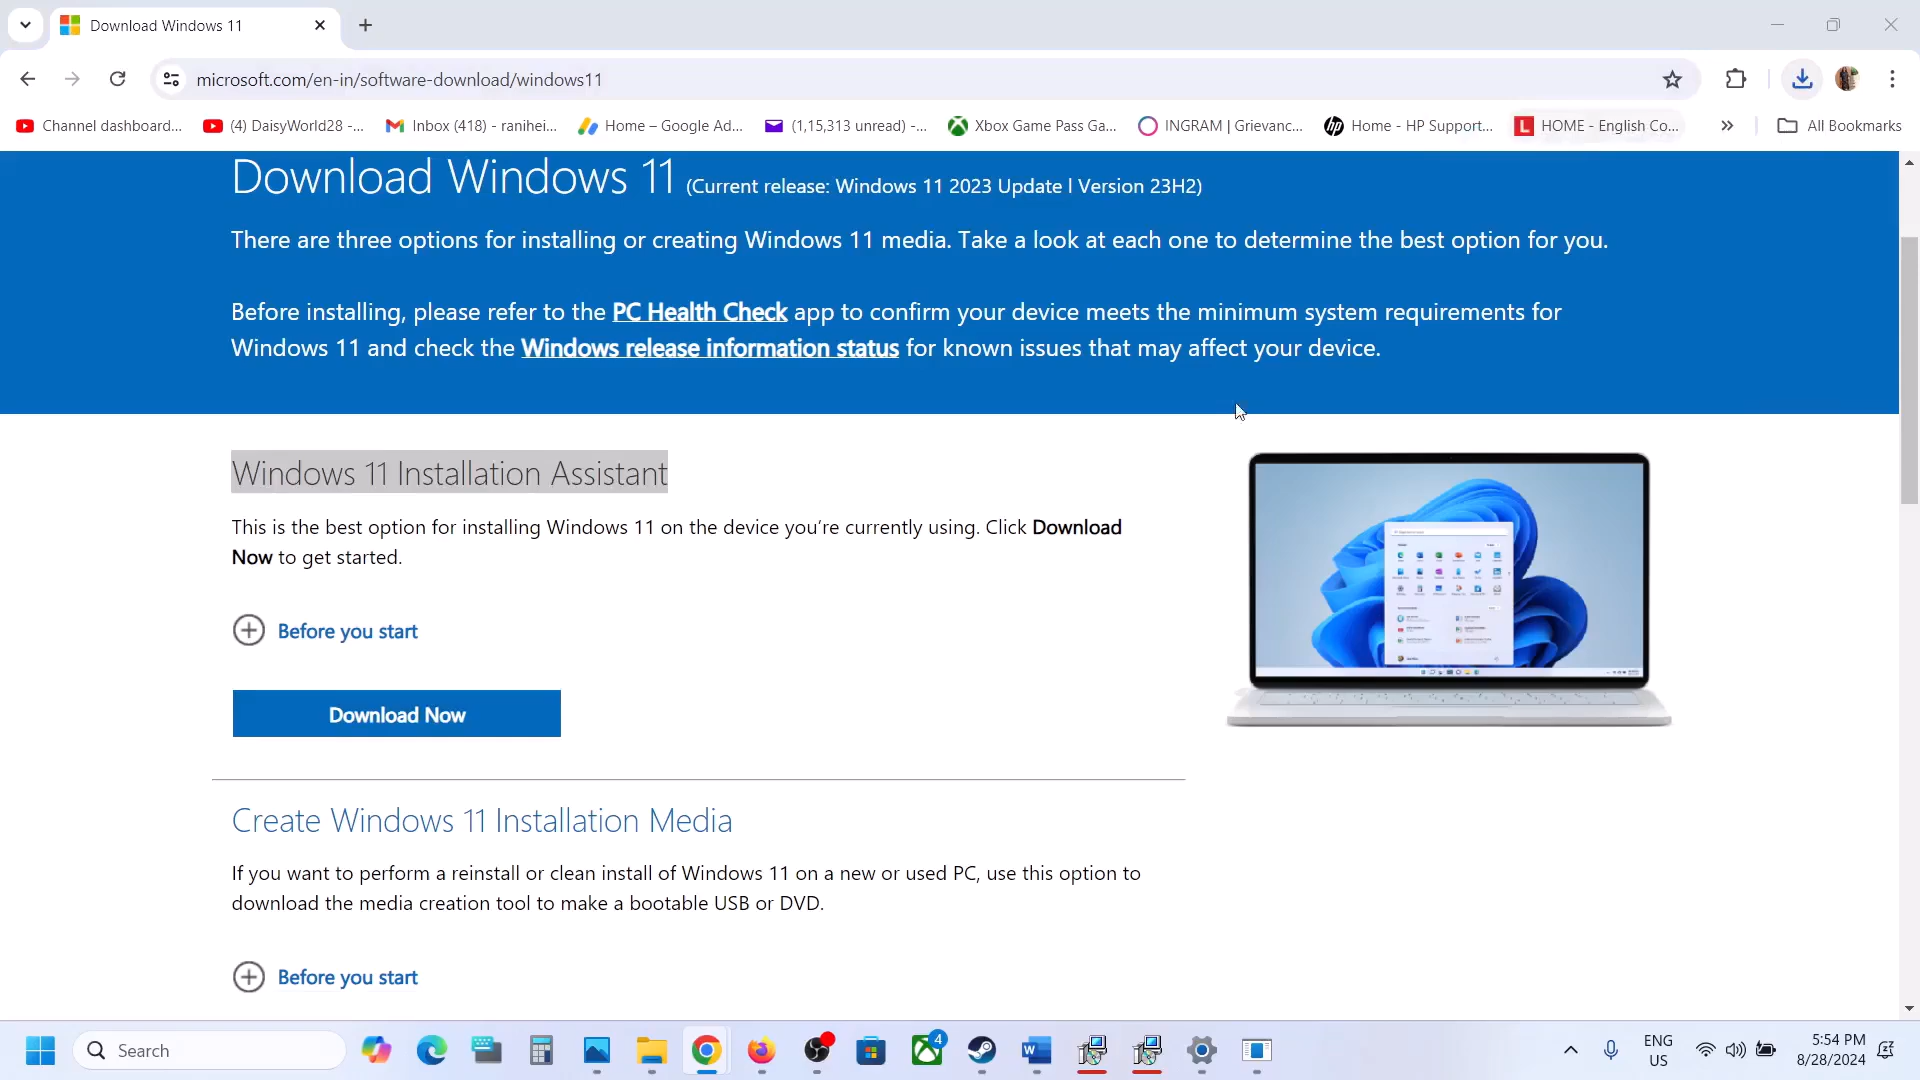 Download Windows 11
microsoft.com/en-in/software-download/windows11
Channel dashboard...
(4) DaisyWorld28 -...
Inbox (418) - ranihei...
Home – Google Ad...
(1,15,313 unread) -...
Xbox Game Pass Ga...
INGRAM | Grievanc...
Home - HP Support...
HOME - English Co...
All Bookmarks
Download Windows 11 (Current release: Windows 11 2023 Update l Version 23H2)
There are three options for installing or creating Windows 11 media. Take a look at each one to determine the best option for you.
Before installing, please refer to the PC Health Check app to confirm your device meets the minimum system requirements for
Windows 11 and check the Windows release information status for known issues that may affect your device.
Windows 11 Installation Assistant
This is the best option for installing Windows 11 on the device you’re currently using. Click Download
Now to get started.
Before you start
Download Now
Create Windows 11 Installation Media
If you want to perform a reinstall or clean install of Windows 11 on a new or used PC, use this option to
download the media creation tool to make a bootable USB or DVD.
Before you start
Search
4
ENG
US
5:54 PM
8/28/2024